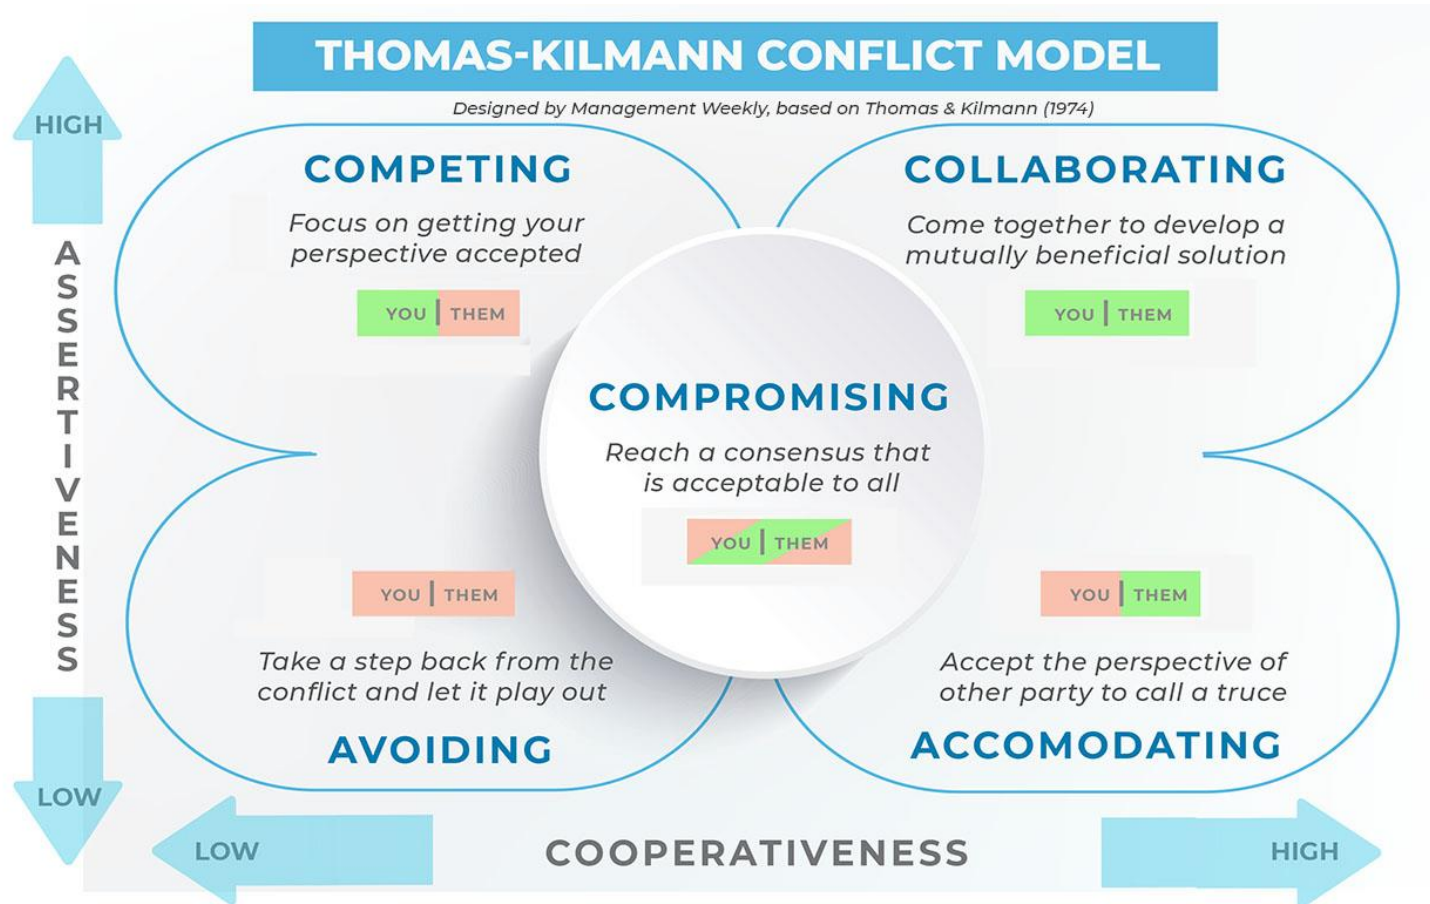 THOMAS-KILMANN CONFLICT MODEL
Designed by Management Weekly, based on Thomas & Kilmann (1974)
HIGH
ASSERTIVENESS
LOW
COMPETING
Focus on getting your
perspective accepted
YOU | THEM
COLLABORATING
Come together to develop a
mutually beneficial solution
YOU | THEM
COMPROMISING
Reach a consensus that
is acceptable to all
YOU | THEM
YOU | THEM
Take a step back from the
conflict and let it play out
AVOIDING
YOU | THEM
Accept the perspective of
other party to call a truce
ACCOMODATING
LOW
COOPERATIVENESS
HIGH